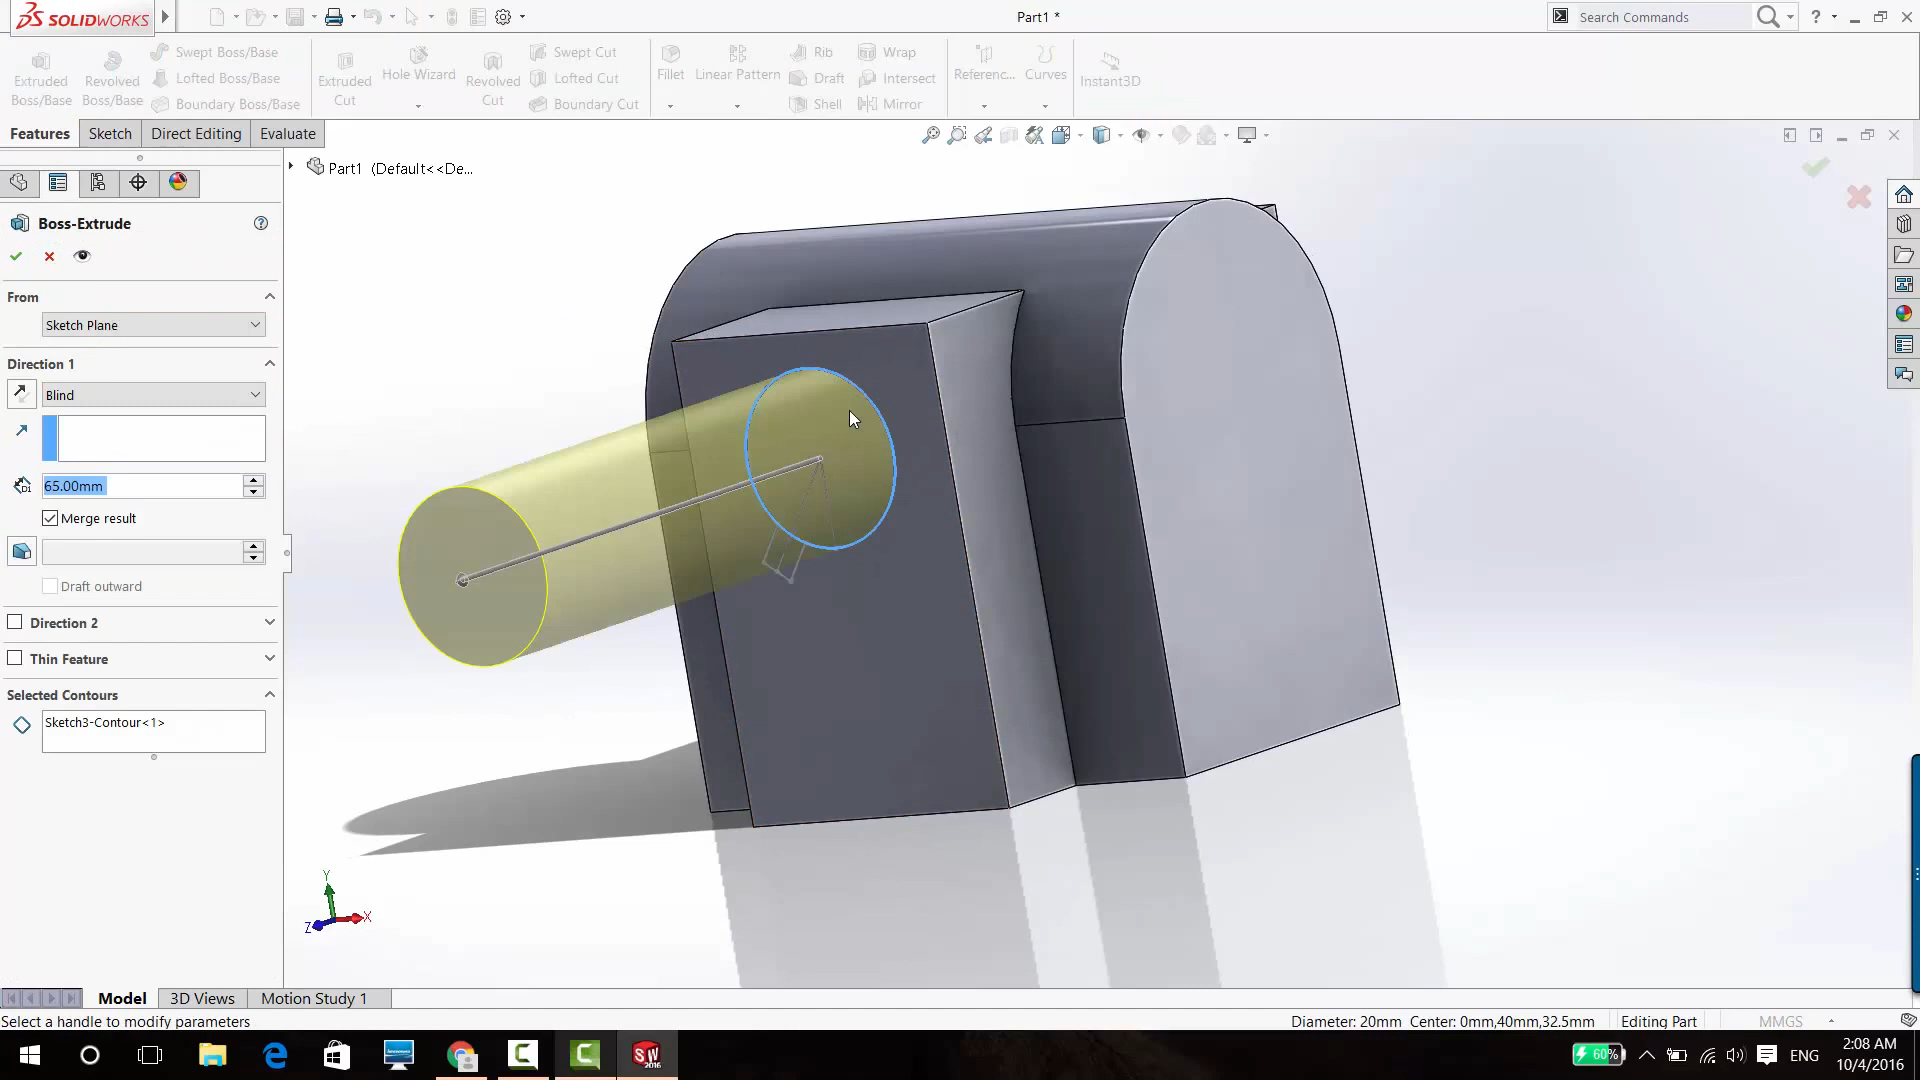 SOLIDWORKS
Part1 *
Search Commands
Extruded Boss/Base
Revolved Boss/Base
Swept Boss/Base
Lofted Boss/Base
Boundary Boss/Base
Extruded Cut
Hole Wizard
Revolved Cut
Swept Cut
Lofted Cut
Boundary Cut
Fillet
Linear Pattern
Rib
Draft
Shell
Wrap
Intersect
Mirror
Referenc...
Curves
Instant3D
Features
Sketch
Direct Editing
Evaluate
Part1 (Default<<De...
Boss-Extrude
From
Sketch Plane
Direction 1
Blind
D1
65.00mm
Merge result
Draft outward
Direction 2
Thin Feature
Selected Contours
Sketch3-Contour<1>
Y
X
Z
Model
3D Views
Motion Study 1
Select a handle to modify parameters
Diameter: 20mm Center: 0mm,40mm,32.5mm
Editing Part
MMGS
SW
2016
60%
ENG
2:08 AM
10/4/2016